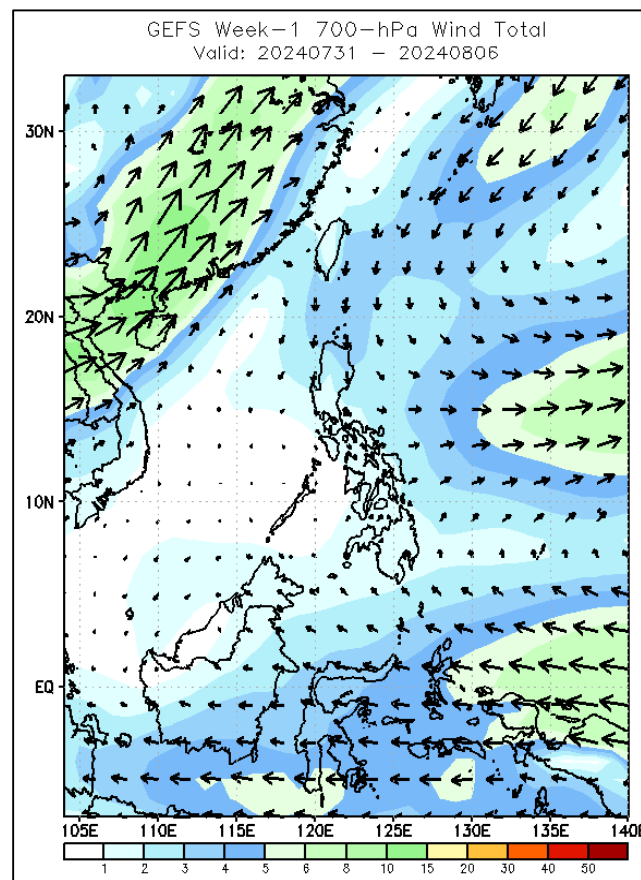 GEFS Week-1 700-hPa Wind Total
Valid: 20240731 - 20240806
30N
20N
10N
EQ
105E 110E 115E 120E 125E 130E 135E 140E
1 2 3 4 5 6 8 10 15 20 30 40 50